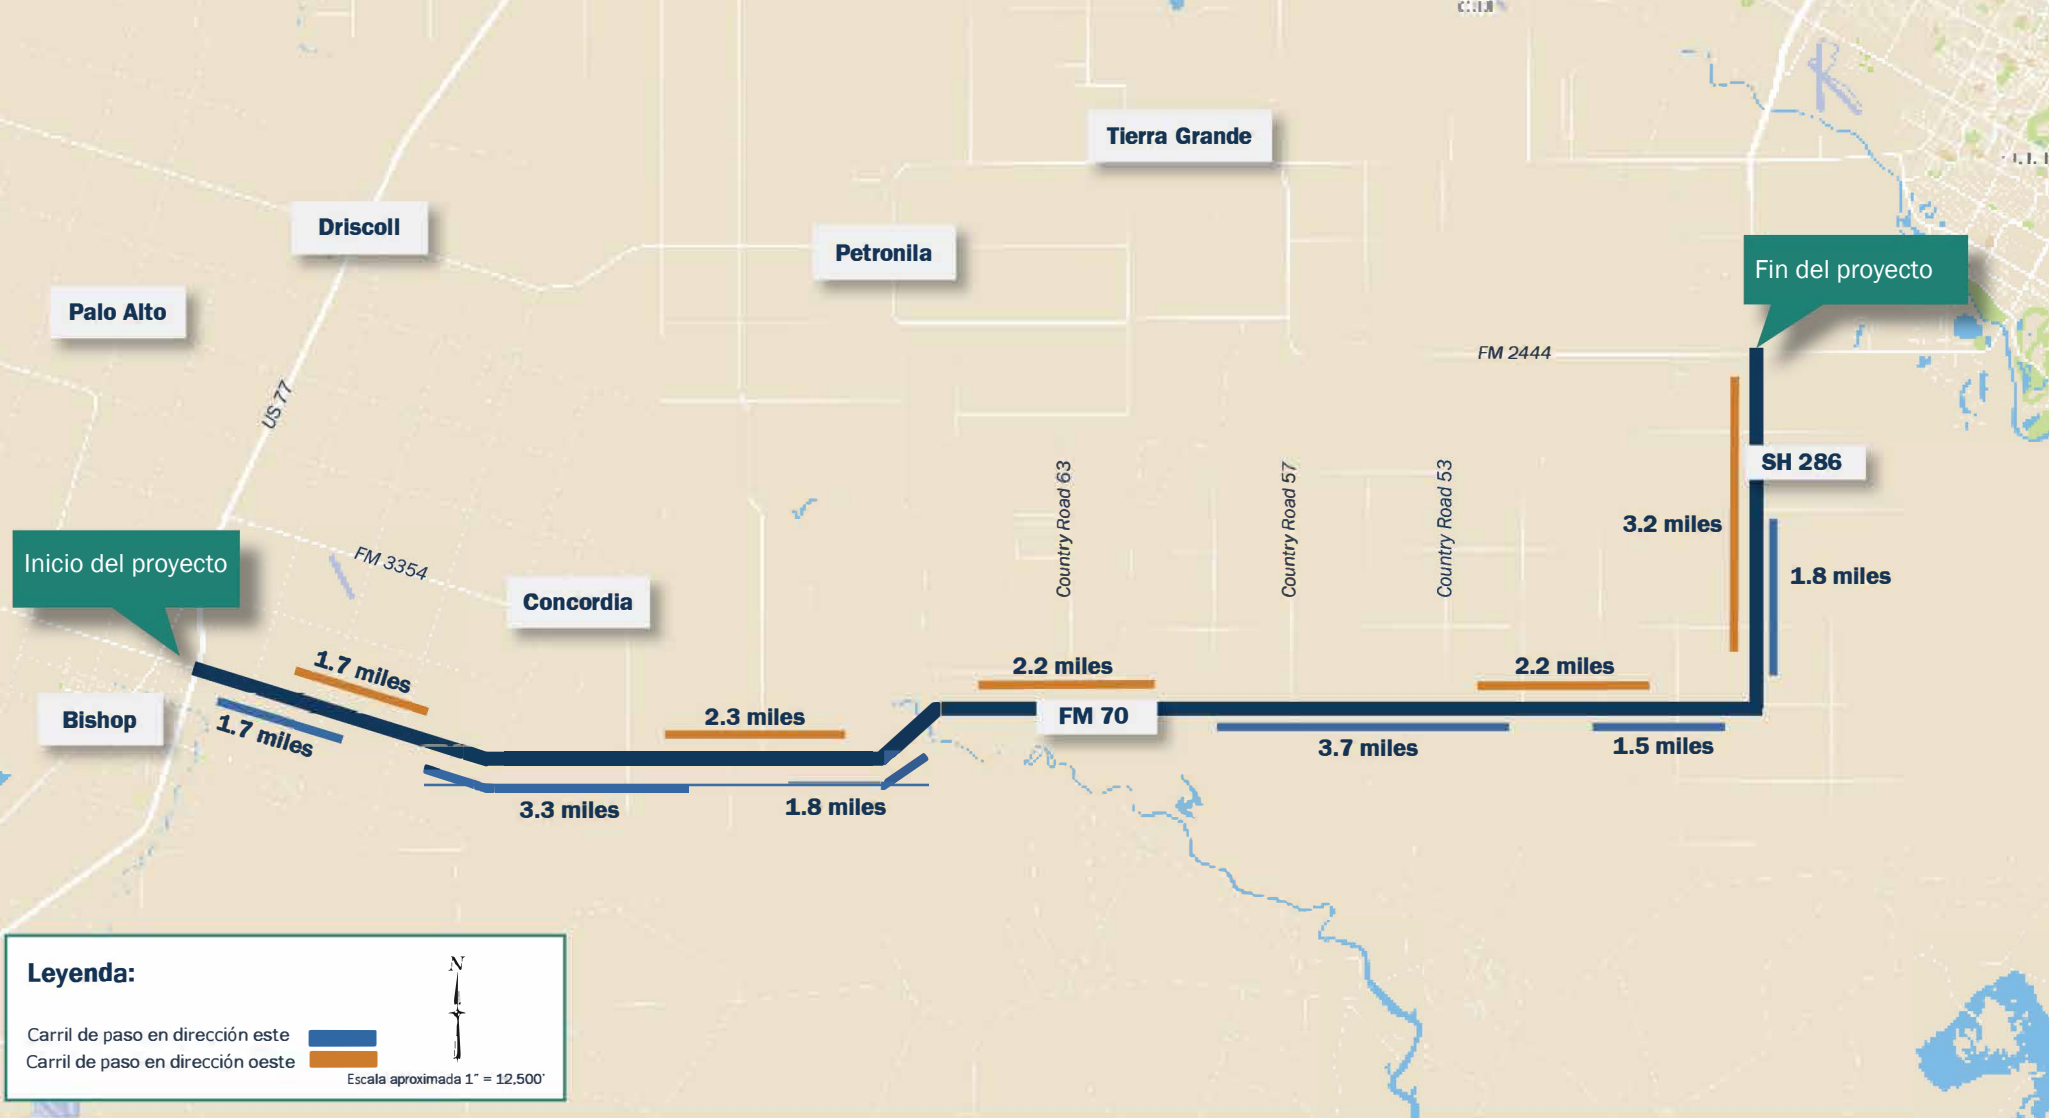 Tierra Grande
Driscoll
Petronila
Fin del proyecto
Palo Alto
FM 2444
US 77
SH 286
Country Road 63
Country Road 57
Country Road 53
3.2 miles
Inicio del proyecto
FM 3354
1.8 miles
Concordia
1.7 miles
2.2 miles
2.2 miles
Bishop
1.7 miles
2.3 miles
FM 70
3.7 miles
1.5 miles
3.3 miles
1.8 miles
Leyenda:
N
Carril de paso en dirección este
Carril de paso en dirección oeste
Escala aproximada 1" = 12,500'